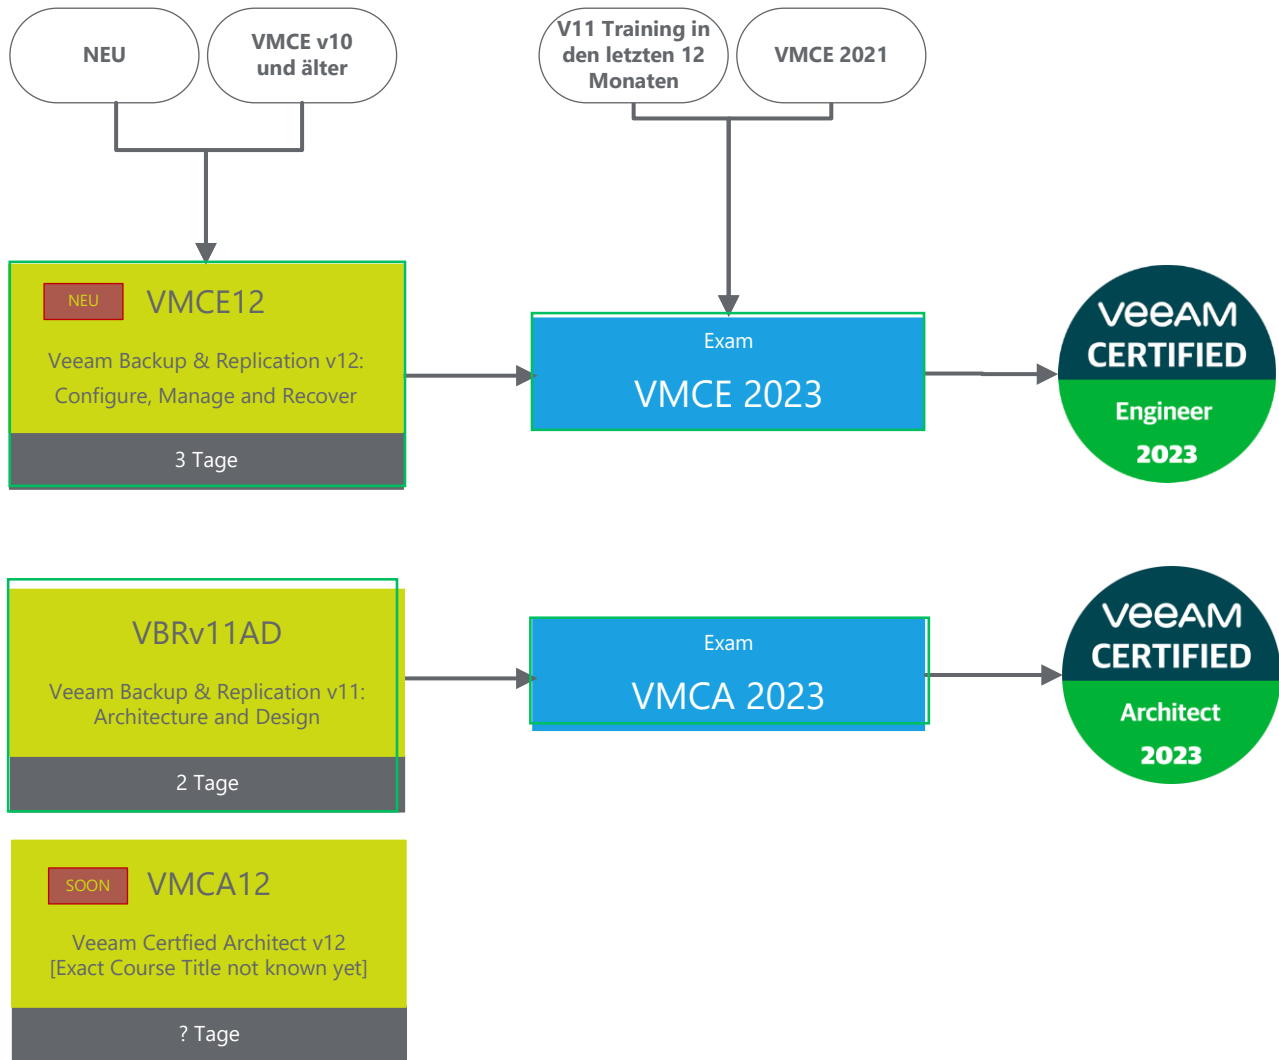 NEU
VMCE v10
und älter
V11 Training in
den letzten 12
Monaten
VMCE 2021
NEU
VMCE12
Veeam Backup & Replication v12:
Configure, Manage and Recover
3 Tage
Exam
VMCE 2023
veeAM
CERTIFIED
Engineer
2023
VBRv11AD
Veeam Backup & Replication v11:
Architecture and Design
2 Tage
Exam
VMCA 2023
veeAM
CERTIFIED
Architect
2023
SOON
VMCA12
Veeam Certfied Architect v12
[Exact Course Title not known yet]
? Tage